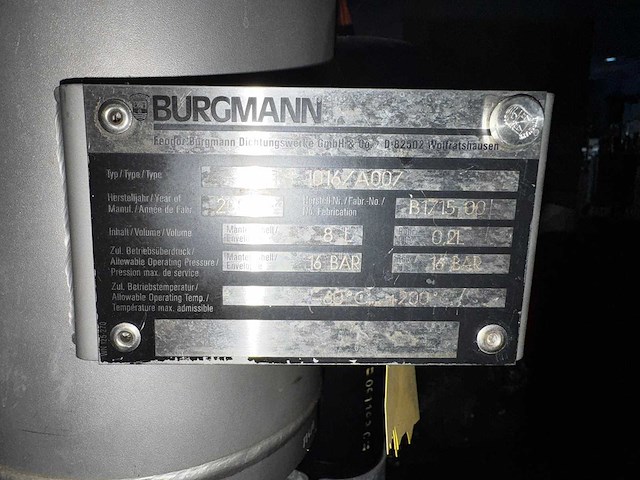 BURGMANN
Feodor Burgmann Dichtungswerke GmbH & Co D-82502 Wolfratshausen
Typ/Type/Type 1016/A007
Herstelljahr/Year of Manuf./Année de Fabr. Herstell-Nr./Fabr.-No./No. Fabrication B1715 00
Inhalt/Volume/Volume 8 L 0,2L
Zul. Betriebsüberdruck/
Allowable Operating Pressure/ 16 BAR 16 BAR
Pression max. de service
Zul. Betriebstemperatur/
Allowable Operating Temp./ +200°
Température max. admissible